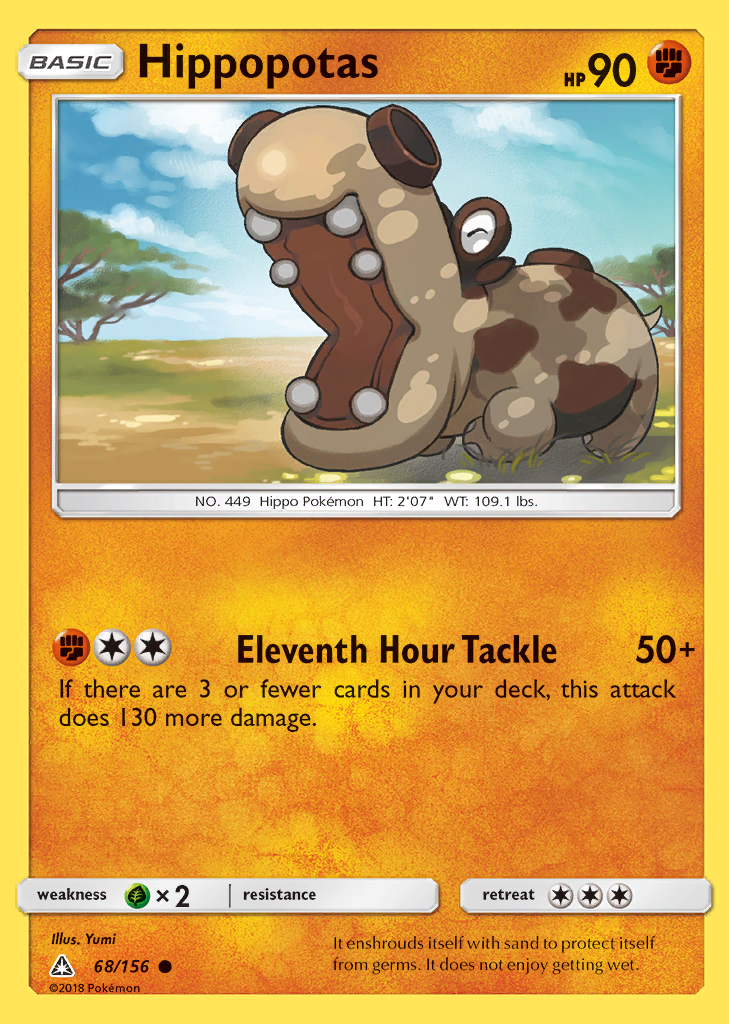 BASIC Hippopotas HP 90
NO. 449 Hippo Pokémon HT: 2'07" WT: 109.1 lbs.
Eleventh Hour Tackle 50+
If there are 3 or fewer cards in your deck, this attack
does 130 more damage.
weakness ×2 resistance retreat
Illus. Yumi
68/156
©2018 Pokémon
It enshrouds itself with sand to protect itself
from germs. It does not enjoy getting wet.